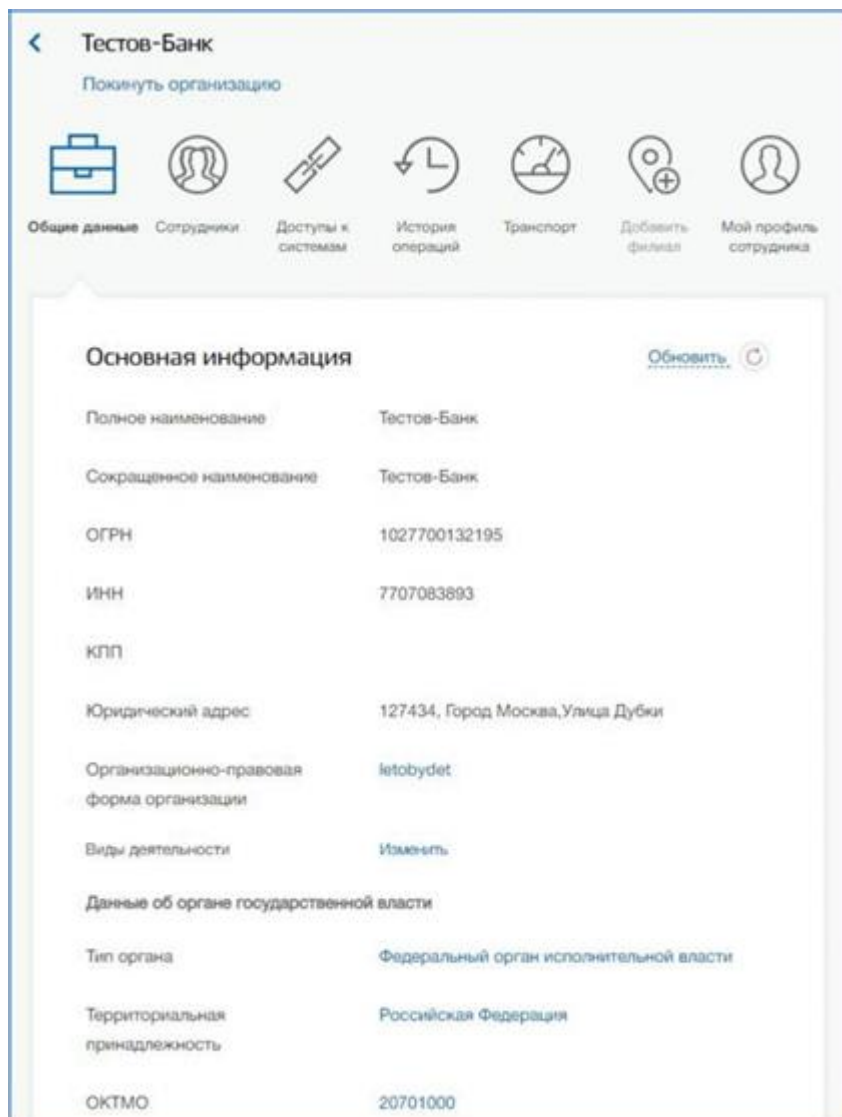 Тестов-Банк
Покинуть организацию
Общие данные
Сотрудники
Доступы к
системам
История
операций
Транспорт
Добавить
филиал
Мой профиль
сотрудника
Основная информация
Обновить
Полное наименование Тестов-Банк
Сокращенное наименование Тестов-Банк
ОГРН 1027700132195
ИНН 7707083893
КПП
Юридический адрес 127434, Город Москва,Улица Дубки
Организационно-правовая letobydet
форма организации
Виды деятельности Изменить
Данные об органе государственной власти
Тип органа Федеральный орган исполнительной власти
Территориальная Российская Федерация
принадлежность
ОКТМО 20701000